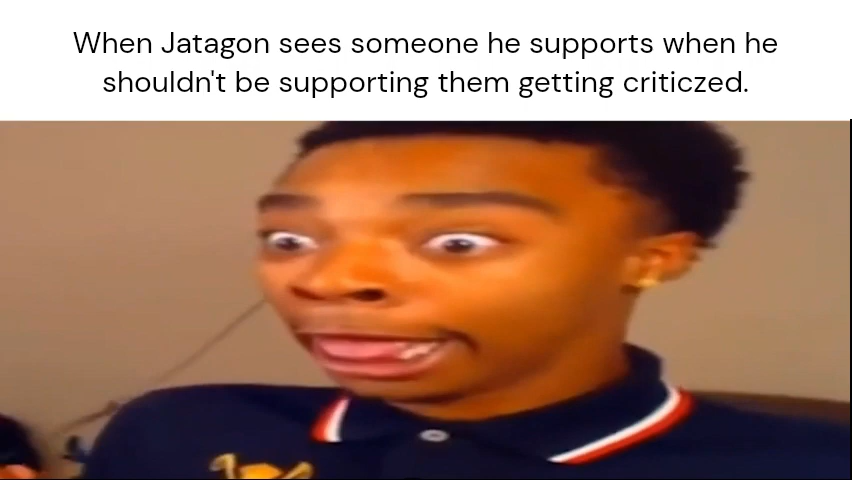 When Jatagon sees someone he supports when he
shouldn't be supporting them getting criticzed.